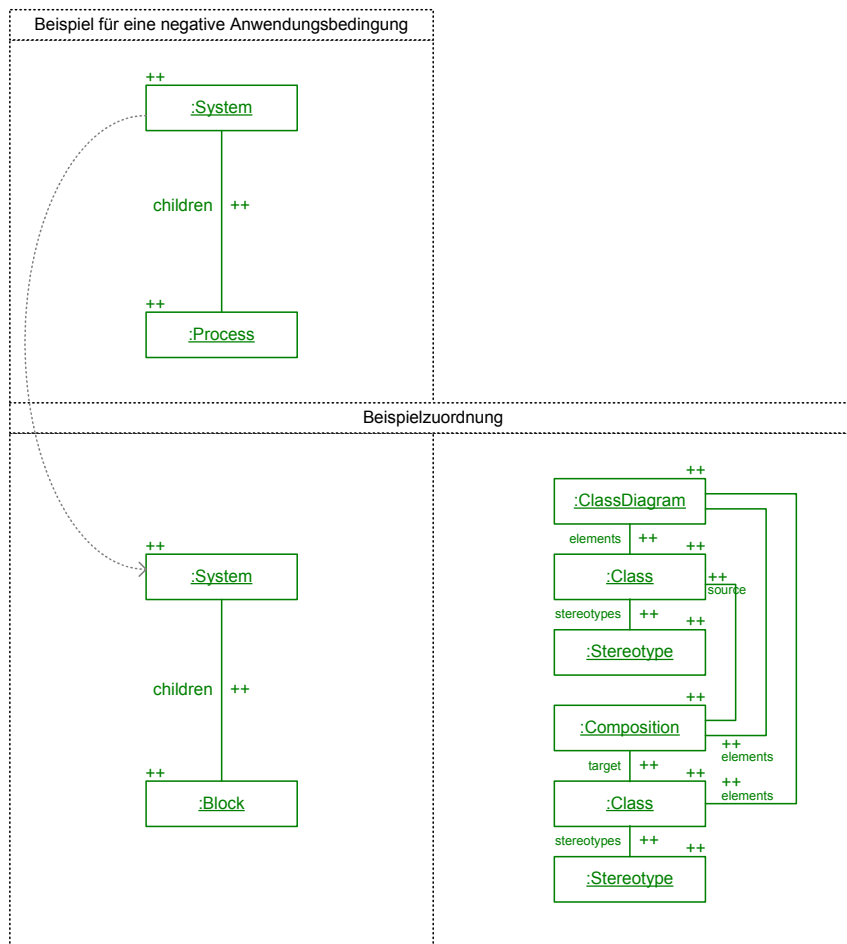 Beispiel für eine negative Anwendungsbedingung
++
:System
children ++
++
:Process
Beispielzuordnung
++
:System
children ++
++
:Block
++
:ClassDiagram
elements ++
++
:Class
++
source
stereotypes ++
++
:Stereotype
++
:Composition
++
elements
target ++
++
:Class
++
elements
stereotypes ++
++
:Stereotype